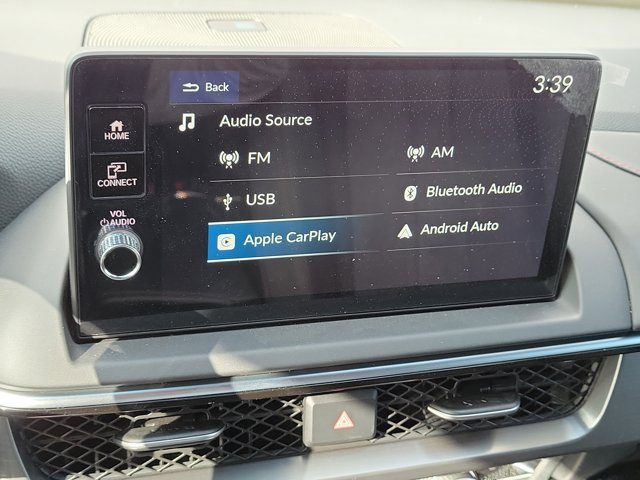 Back
3:39
Audio Source
HOME
CONNECT
VOL
AUDIO
FM
AM
USB
Bluetooth Audio
Apple CarPlay
Android Auto